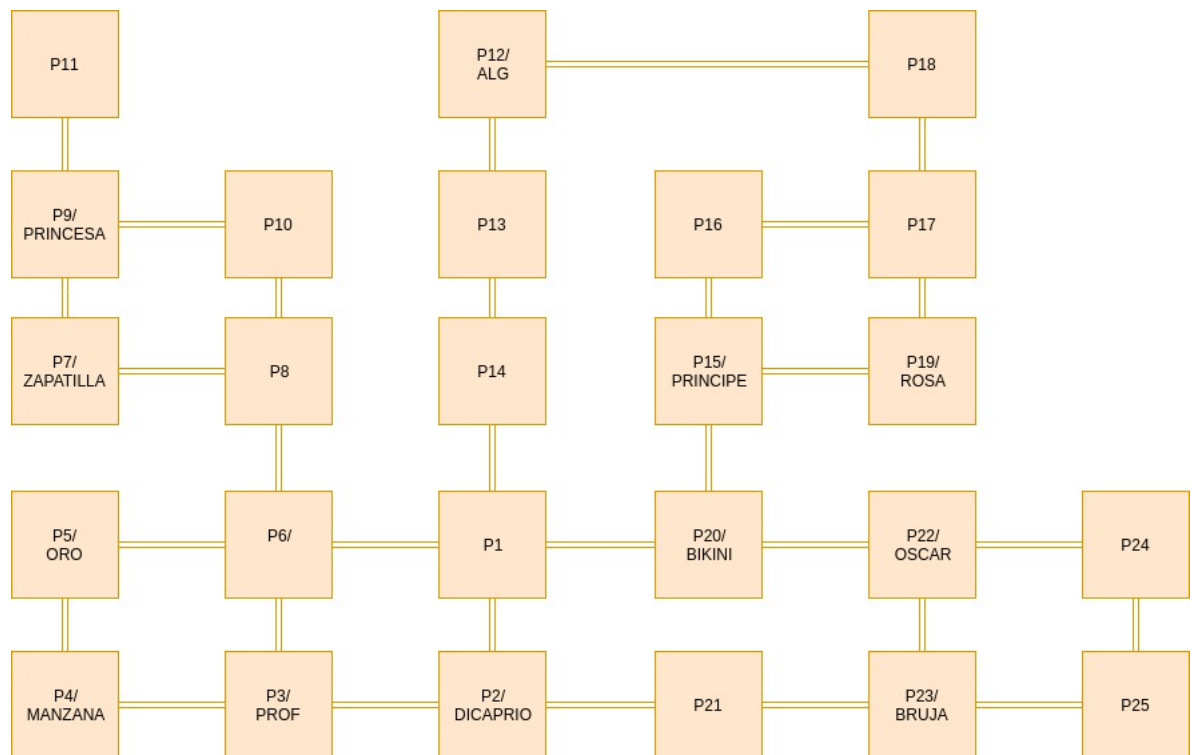 P11
P12/
ALG
P18
P9/
PRINCESA
P10
P13
P16
P17
P7/
ZAPATILLA
P8
P14
P15/
PRINCIPE
P19/
ROSA
P5/
ORO
P6/
P1
P20/
BIKINI
P22/
OSCAR
P24
P4/
MANZANA
P3/
PROF
P2/
DICAPRIO
P21
P23/
BRUJA
P25